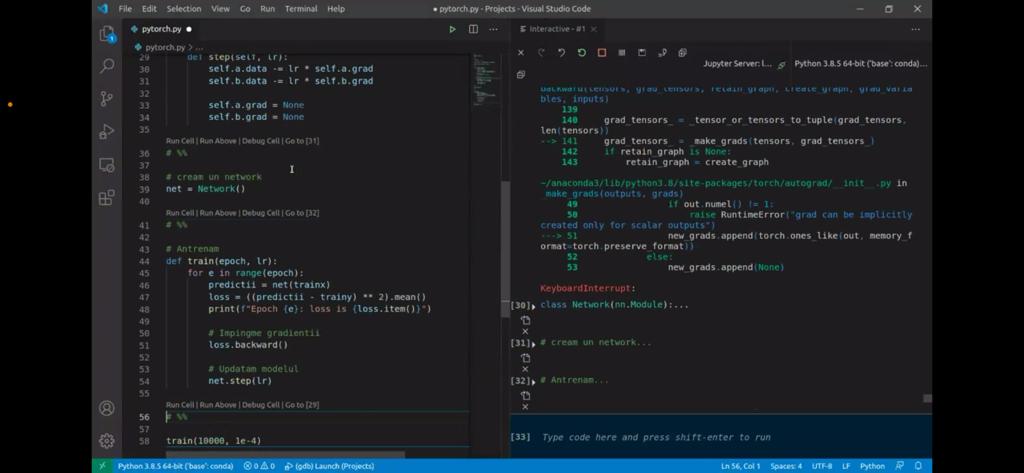 File Edit Selection View Go Run Terminal Help
● pytorch.py - Projects - Visual Studio Code
pytorch.py ●
pytorch.py > ...
29 def step(self, lr):
30 self.a.data -= lr * self.a.grad
31 self.b.data -= lr * self.b.grad
32
33 self.a.grad = None
34 self.b.grad = None
35
Run Cell | Run Above | Debug Cell | Go to [31]
36 # %%
37
38 # cream un network
39 net = Network()
40
Run Cell | Run Above | Debug Cell | Go to [32]
41 # %%
42
43 # Antrenam
44 def train(epoch, lr):
45 for e in range(epoch):
46 predictii = net(trainx)
47 loss = ((predictii - trainy) ** 2).mean()
48 print(f"Epoch {e}: loss is {loss.item()}")
49
50 # Impingme gradientii
51 loss.backward()
52
53 # Updatam modelul
54 net.step(lr)
55
Run Cell | Run Above | Debug Cell | Go to [29]
56 # %%
57
58 train(10000, 1e-4)
Interactive - #1 ×
Jupyter Server: l... Python 3.8.5 64-bit ('base': conda)...
backward(tensors, grad_tensors, retain_graph, create_graph, grad_varia
bles, inputs)
139
140 grad_tensors_ = _tensor_or_tensors_to_tuple(grad_tensors,
len(tensors))
--> 141 grad_tensors_ = _make_grads(tensors, grad_tensors_)
142 if retain_graph is None:
143 retain_graph = create_graph
~/anaconda3/lib/python3.8/site-packages/torch/autograd/__init__.py in
_make_grads(outputs, grads)
49 if out.numel() != 1:
50 raise RuntimeError("grad can be implicitly
created only for scalar outputs")
---> 51 new_grads.append(torch.ones_like(out, memory_f
ormat=torch.preserve_format))
52 else:
53 new_grads.append(None)
KeyboardInterrupt:
[30] class Network(nn.Module):...
[31] # cream un network...
[32] # Antrenam...
[33] Type code here and press shift-enter to run
Python 3.8.5 64-bit ('base': conda) 0 0 (gdb) Launch (Projects)
Ln 56, Col 1 Spaces: 4 UTF-8 LF Python